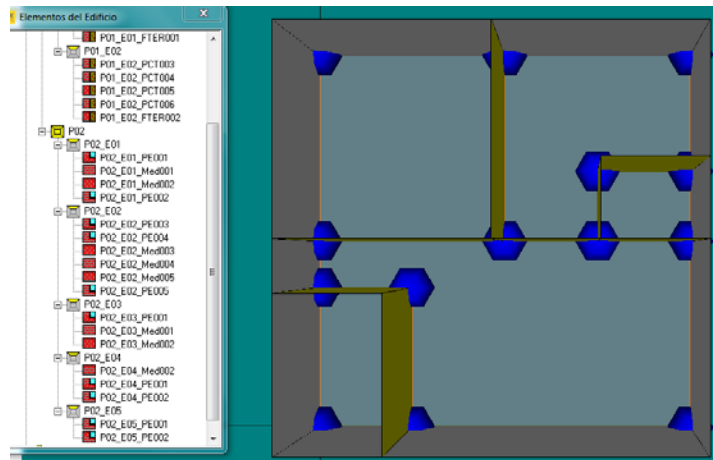 Elementos del Edificio
P01_E01_FTER001
P01_E02
P01_E02_PCT003
P01_E02_PCT004
P01_E02_PCT005
P01_E02_PCT006
P01_E02_FTER002
P02
P02_E01
P02_E01_PE001
P02_E01_Med001
P02_E01_Med002
P02_E01_PE002
P02_E02
P02_E02_PE003
P02_E02_PE004
P02_E02_Med003
P02_E02_Med004
P02_E02_Med005
P02_E02_PE005
P02_E03
P02_E03_PE001
P02_E03_Med001
P02_E03_Med002
P02_E04
P02_E04_Med002
P02_E04_PE001
P02_E04_PE002
P02_E05
P02_E05_PE001
P02_E05_PE002